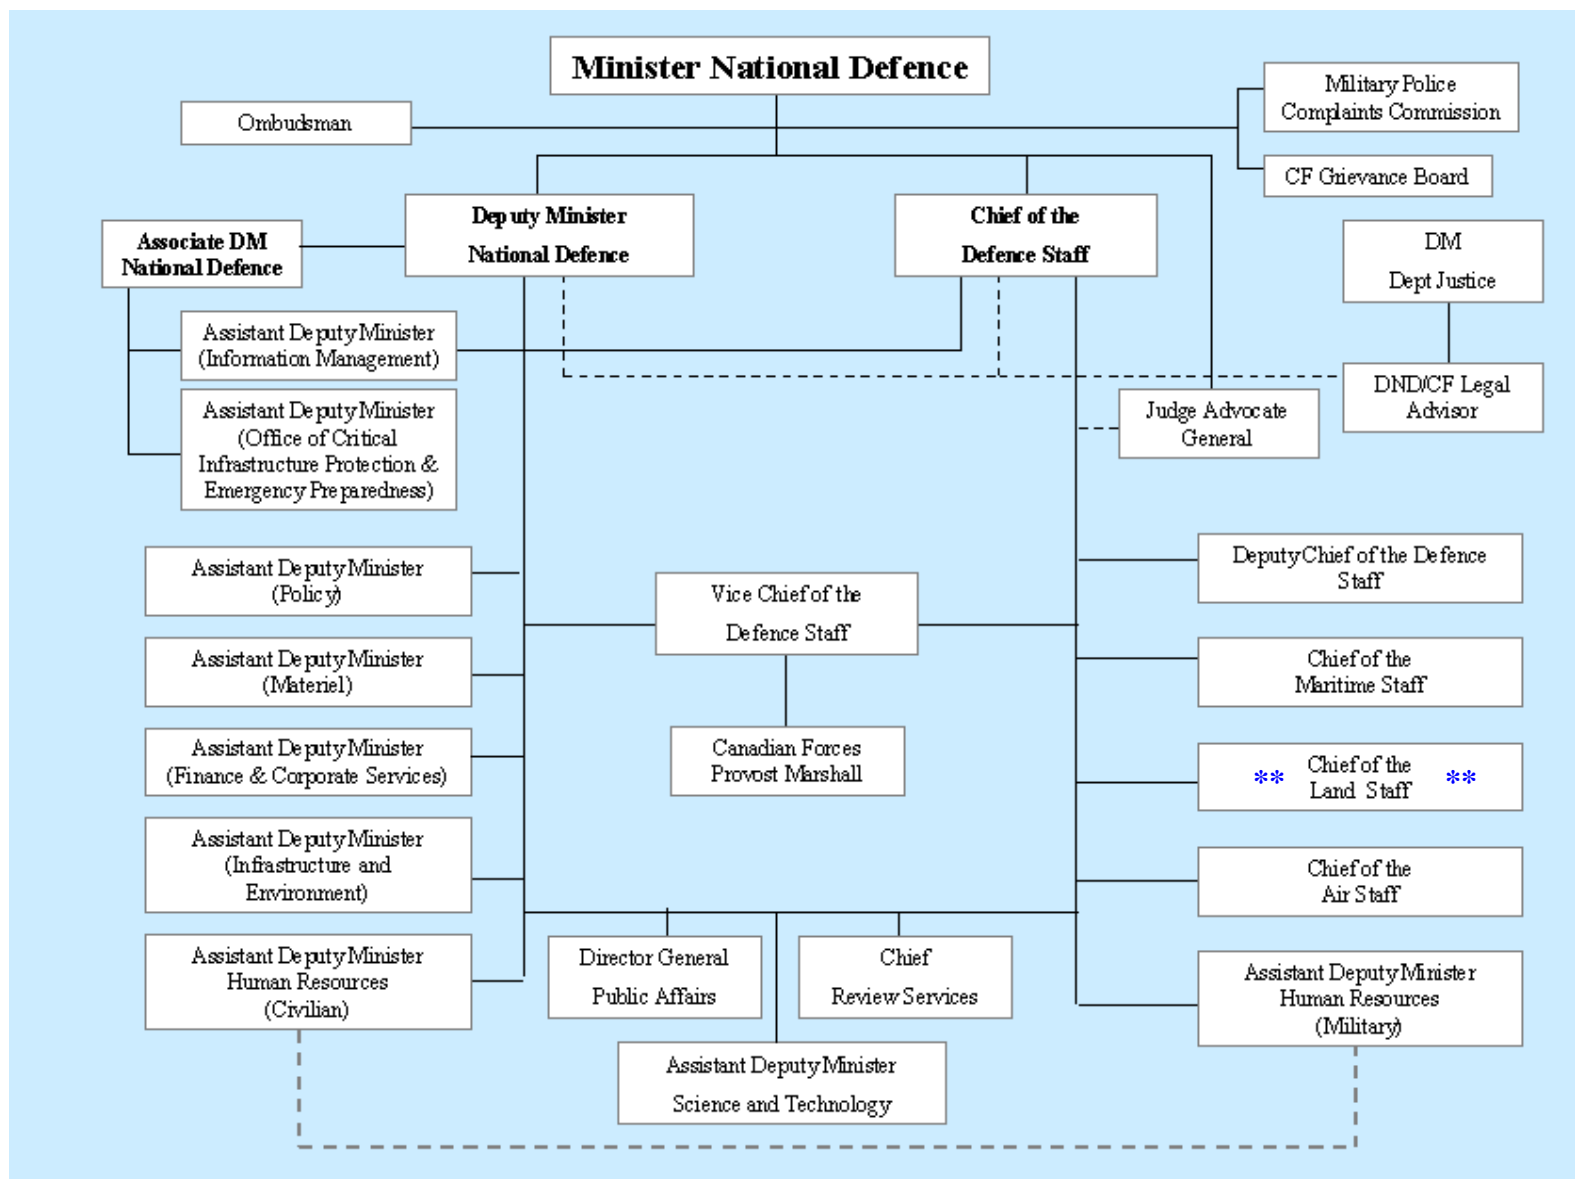 Minister National Defence
Ombudsman
Military Police
Complaints Commission
CF Grievance Board
Deputy Minister
National Defence
Chief of the
Defence Staff
Associate DM
National Defence
DM
Dept Justice
Assistant Deputy Minister
(Information Management)
DND/CF Legal
Advisor
Judge Advocate
General
Assistant Deputy Minister
(Office of Critical
Infrastructure Protection &
Emergency Preparedness)
Assistant Deputy Minister
(Policy)
Vice Chief of the
Defence Staff
Deputy Chief of the Defence
Staff
Assistant Deputy Minister
(Materiel)
Chief of the
Maritime Staff
Assistant Deputy Minister
(Finance & Corporate Services)
Canadian Forces
Provost Marshall
** Chief of the **
Land Staff
Assistant Deputy Minister
(Infrastructure and
Environment)
Chief of the
Air Staff
Assistant Deputy Minister
Human Resources
(Civilian)
Director General
Public Affairs
Chief
Review Services
Assistant Deputy Minister
Human Resources
(Military)
Assistant Deputy Minister
Science and Technology